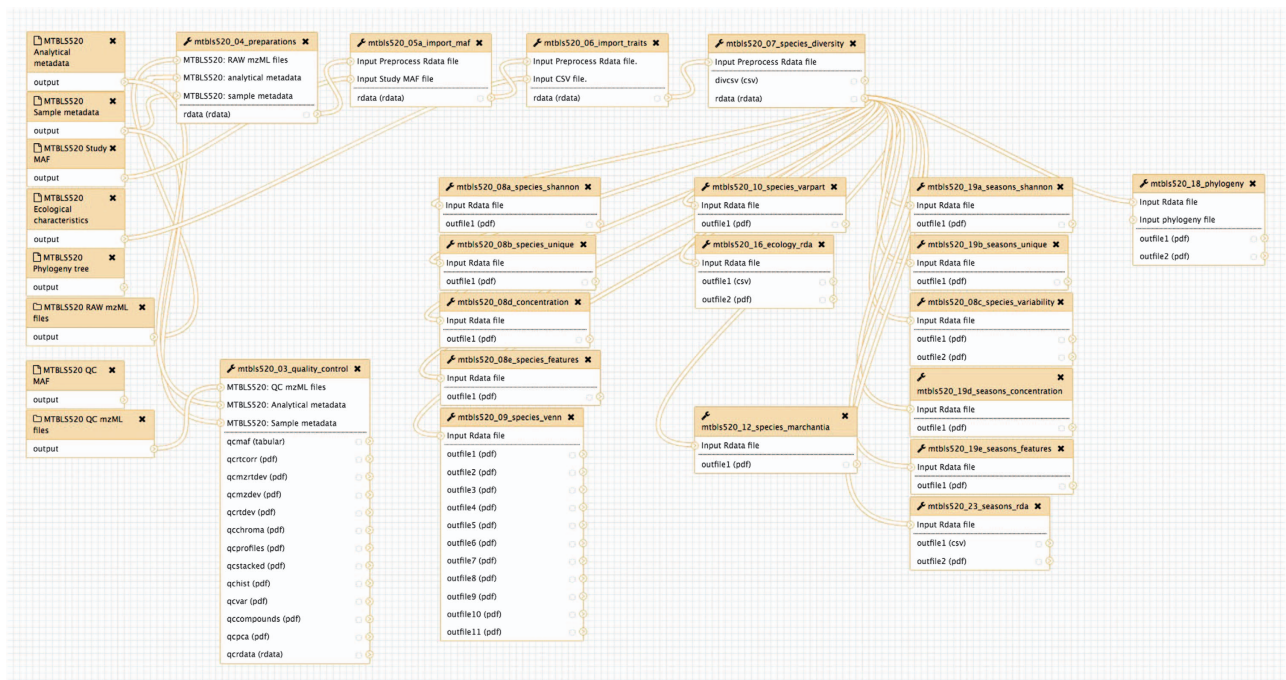 MTBLS520
Analytical
metadata
output
MTBLS520
Sample metadata
output
MTBLS520 Study
MAF
output
MTBLS520
Ecological
characteristics
output
MTBLS520
Phylogeny tree
output
MTBLS520 RAW mzML
files
output
MTBLS520 QC
MAF
output
MTBLS520 QC mzML
files
output
mtbls520_04_preparations
MTBLS520: RAW mzML files
MTBLS520: analytical metadata
MTBLS520: sample metadata
rdata (rdata)
mtbls520_05a_import_maf
Input Preprocess Rdata file
Input Study MAF file
rdata (rdata)
mtbls520_06_import_traits
Input Preprocess Rdata file.
Input CSV file.
rdata (rdata)
mtbls520_07_species_diversity
Input Preprocess Rdata file
divcsv (csv)
rdata (rdata)
mtbls520_03_quality_control
MTBLS520: QC mzML files
MTBLS520: Analytical metadata
MTBLS520: Sample metadata
qcmaf (tabular)
qcrtcorr (pdf)
qcmzrtdev (pdf)
qcmzdev (pdf)
qcrtdev (pdf)
qcchroma (pdf)
qcprofiles (pdf)
qcstacked (pdf)
qchist (pdf)
qcvar (pdf)
qccompounds (pdf)
qcpca (pdf)
qcrdata (rdata)
mtbls520_08a_species_shannon
Input Rdata file
outfile1 (pdf)
mtbls520_08b_species_unique
Input Rdata file
outfile1 (pdf)
mtbls520_08d_concentration
Input Rdata file
outfile1 (pdf)
mtbls520_08e_species_features
Input Rdata file
outfile1 (pdf)
mtbls520_09_species_venn
Input Rdata file
outfile1 (pdf)
outfile2 (pdf)
outfile3 (pdf)
outfile4 (pdf)
outfile5 (pdf)
outfile6 (pdf)
outfile7 (pdf)
outfile8 (pdf)
outfile9 (pdf)
outfile10 (pdf)
outfile11 (pdf)
mtbls520_10_species_varpart
Input Rdata file
outfile1 (pdf)
mtbls520_16_ecology_rda
Input Rdata file
outfile1 (csv)
outfile2 (pdf)
mtbls520_12_species_marchantia
Input Rdata file
outfile1 (pdf)
mtbls520_19a_seasons_shannon
Input Rdata file
outfile1 (pdf)
mtbls520_19b_seasons_unique
Input Rdata file
outfile1 (pdf)
mtbls520_08c_species_variability
Input Rdata file
outfile1 (pdf)
outfile2 (pdf)
mtbls520_19d_seasons_concentration
Input Rdata file
outfile1 (pdf)
mtbls520_19e_seasons_features
Input Rdata file
outfile1 (pdf)
mtbls520_23_seasons_rda
Input Rdata file
outfile1 (csv)
outfile2 (pdf)
mtbls520_18_phylogeny
Input Rdata file
Input phylogeny file
outfile1 (pdf)
outfile2 (pdf)